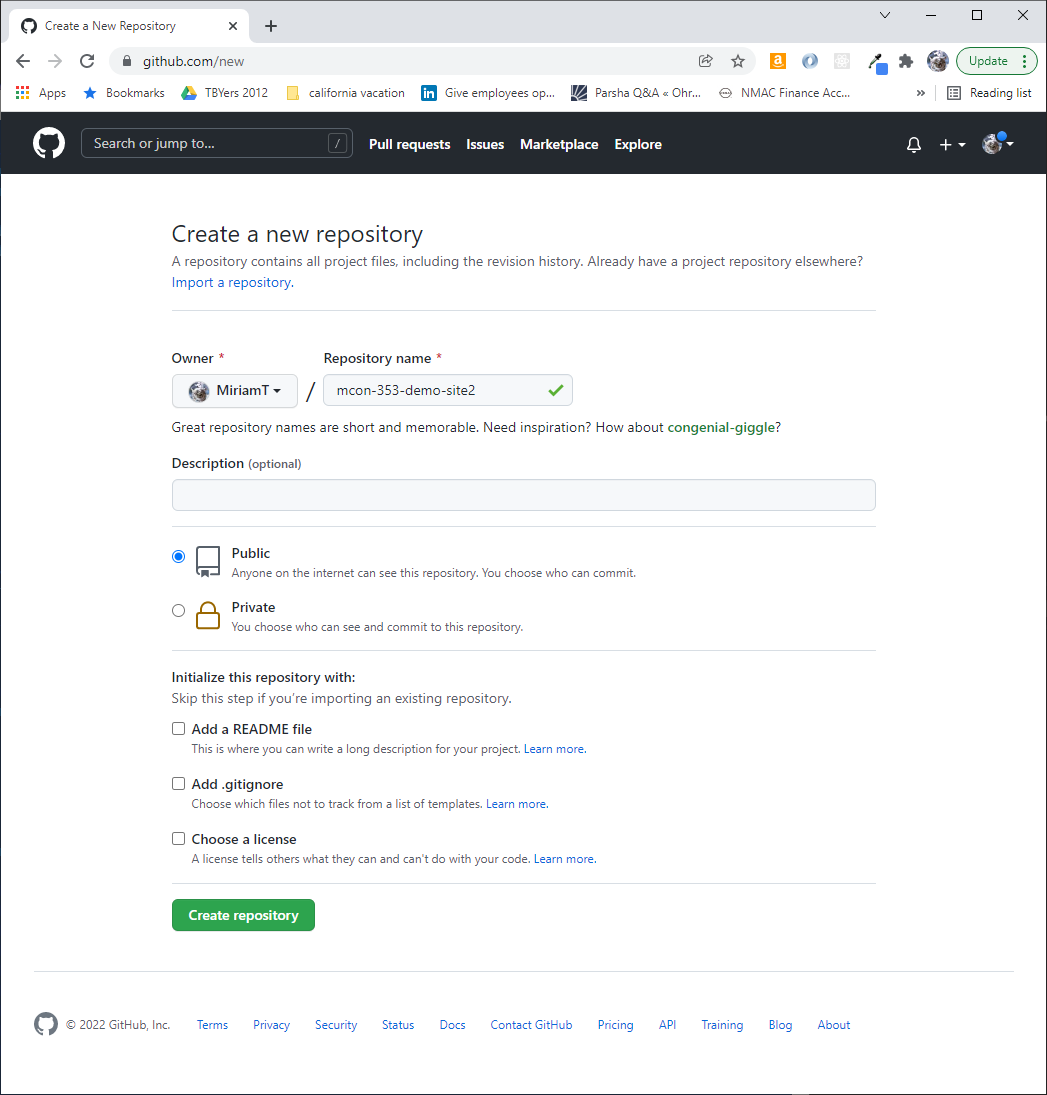 Create a New Repository
github.com/new
Update
Apps Bookmarks TBYers 2012 california vacation Give employees op... Parsha Q&A « Ohr... NMAC Finance Acc... » Reading list
Search or jump to... / Pull requests Issues Marketplace Explore
Create a new repository
A repository contains all project files, including the revision history. Already have a project repository elsewhere?
Import a repository.
Owner * Repository name *
MiriamT / mcon-353-demo-site2
Great repository names are short and memorable. Need inspiration? How about congenial-giggle?
Description (optional)
Public
Anyone on the internet can see this repository. You choose who can commit.
Private
You choose who can see and commit to this repository.
Initialize this repository with:
Skip this step if you're importing an existing repository.
Add a README file
This is where you can write a long description for your project. Learn more.
Add .gitignore
Choose which files not to track from a list of templates. Learn more.
Choose a license
A license tells others what they can and can't do with your code. Learn more.
Create repository
© 2022 GitHub, Inc. Terms Privacy Security Status Docs Contact GitHub Pricing API Training Blog About